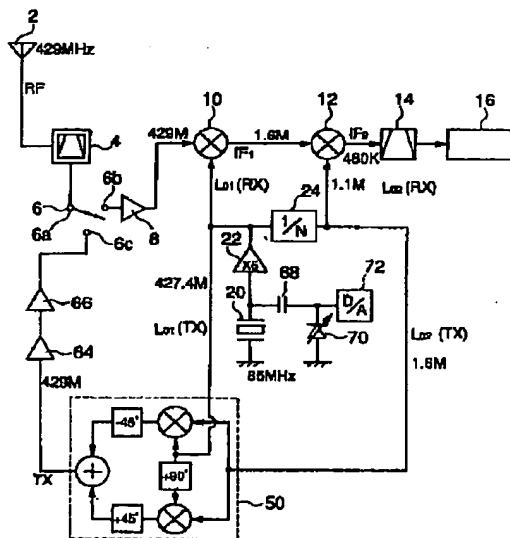 2
429MHz
RF
4
6
6a
6b
6c
8
429M
10
1.6M
IF1
12
IF2
460K
14
16
LO1 (RX)
LO2 (RX)
1.1M
24
1/N
22
X5
427.4M
LO1 (TX)
20
68
72
D/A
70
85MHz
LO2 (TX)
1.6M
66
64
429M
TX
-45°
+90°
+45°
+
50